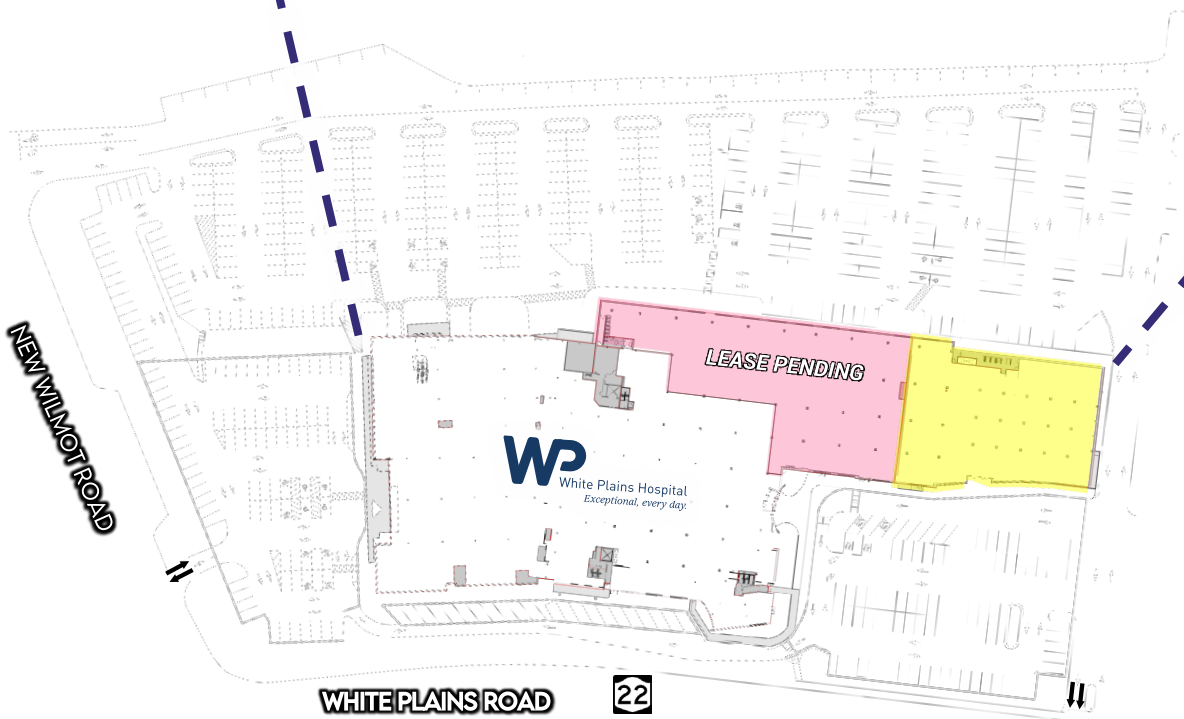 LEASE PENDING
NEW WILMOT ROAD
WP
White Plains Hospital
Exceptional, every day.
WHITE PLAINS ROAD
22